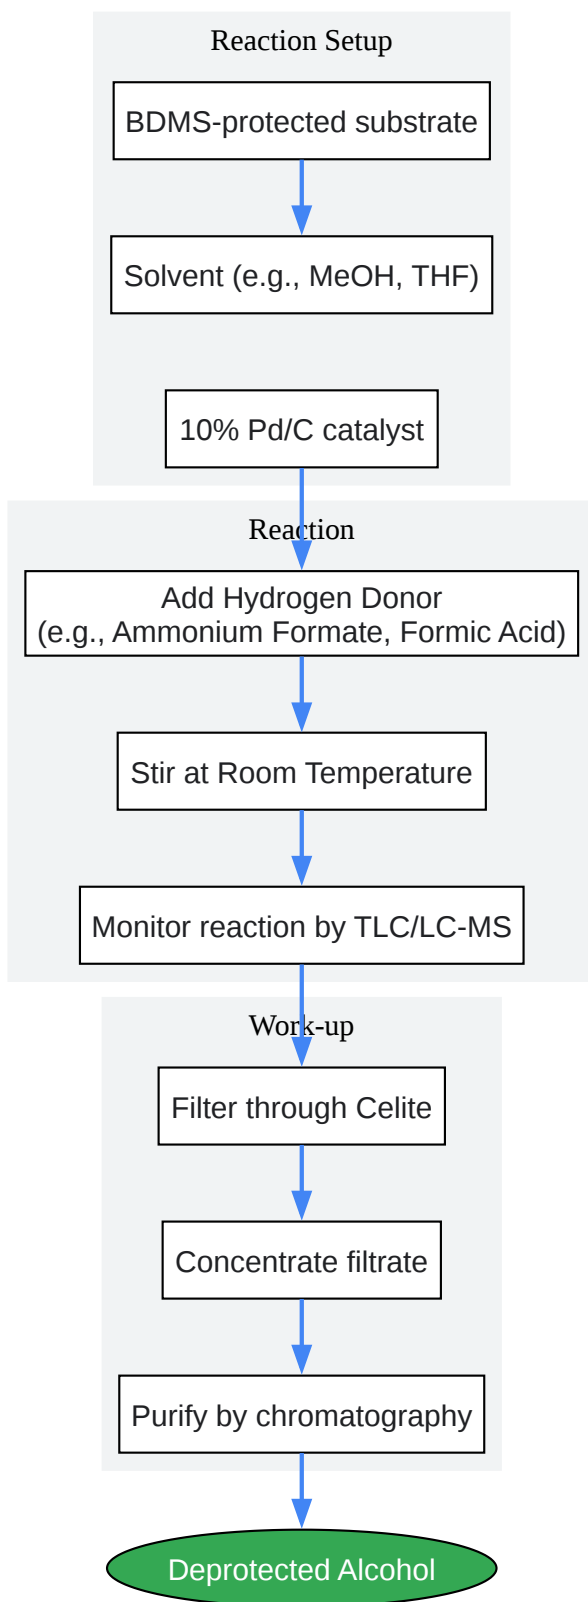 Reaction Setup
BDMS-protected substrate
Solvent (e.g., MeOH, THF)
10% Pd/C catalyst
Reaction
Add Hydrogen Donor
(e.g., Ammonium Formate, Formic Acid)
Stir at Room Temperature
Monitor reaction by TLC/LC-MS
Work-up
Filter through Celite
Concentrate filtrate
Purify by chromatography
Deprotected Alcohol